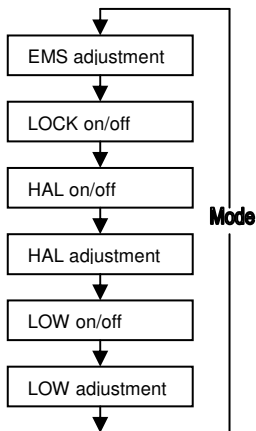 EMS adjustment
LOCK on/off
HAL on/off
Mode
HAL adjustment
LOW on/off
LOW adjustment